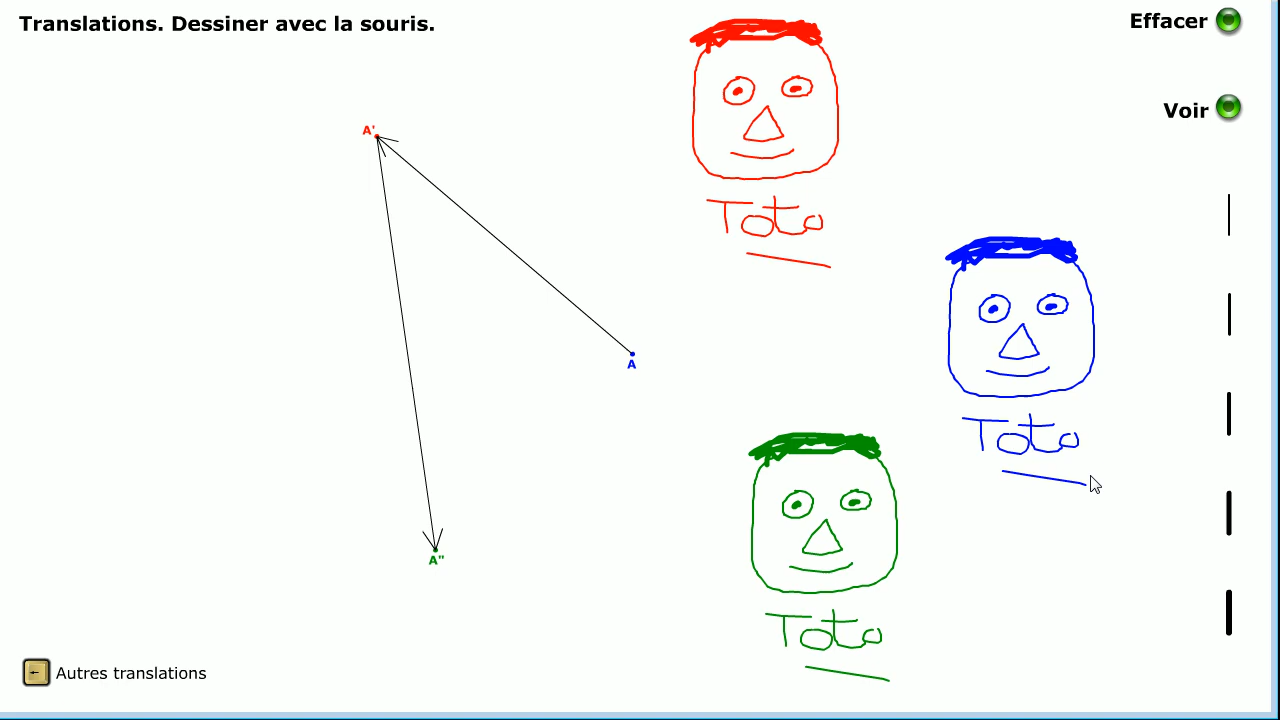 Translations. Dessiner avec la souris.
Effacer
Voir
A'
Toto
A
Toto
A"
Toto
Autres translations